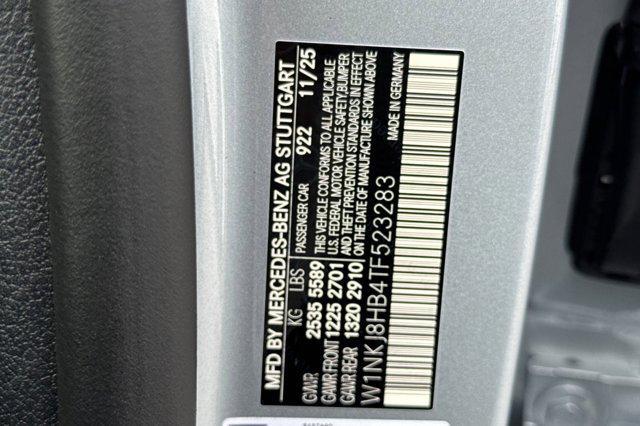 MFD BY MERCEDES-BENZ AG STUTTGART
PASSENGER CAR 922 11/25
KG LBS
GVWR 2535 5589
GAWR FRONT 1225 2701
GAWR REAR 1320 2910
THIS VEHICLE CONFORMS TO ALL APPLICABLE
U.S. FEDERAL MOTOR VEHICLE SAFETY, BUMPER
AND THEFT PREVENTION STANDARDS IN EFFECT
ON THE DATE OF MANUFACTURE SHOWN ABOVE
MADE IN GERMANY
W1NKJ8HB4TF523283